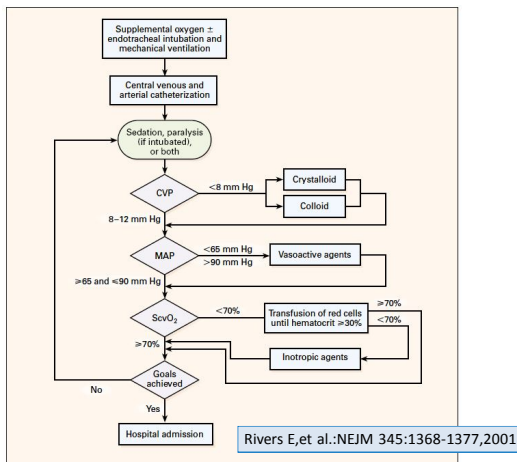 Supplemental oxygen ±
endotracheal intubation and
mechanical ventilation
Central venous and
arterial catheterization
Sedation, paralysis
(if intubated),
or both
CVP
<8 mm Hg
Crystalloid
Colloid
8–12 mm Hg
MAP
<65 mm Hg
>90 mm Hg
Vasoactive agents
≥65 and ≤90 mm Hg
ScvO₂
<70%
Transfusion of red cells
until hematocrit ≥30%
≥70%
<70%
≥70%
Inotropic agents
Goals
achieved
No
Yes
Hospital admission
Rivers E,et al.:NEJM 345:1368-1377,2001